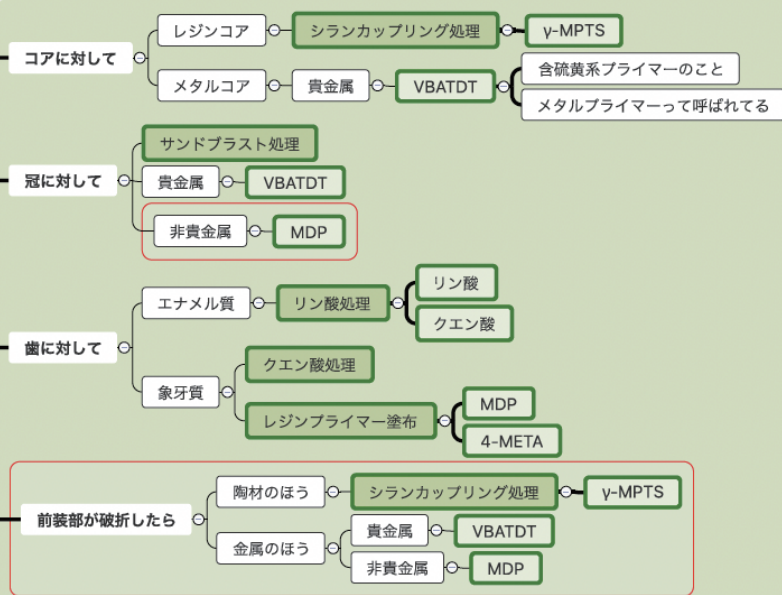 コアに対して
レジンコア
シランカップリング処理
γ-MPTS
メタルコア
貴金属
VBATDT
含硫黄系プライマーのこと
メタルプライマーって呼ばれてる
冠に対して
サンドブラスト処理
貴金属
VBATDT
非貴金属
MDP
歯に対して
エナメル質
リン酸処理
リン酸
クエン酸
象牙質
クエン酸処理
レジンプライマー塗布
MDP
4-META
前装部が破折したら
陶材のほう
シランカップリング処理
γ-MPTS
金属のほう
貴金属
VBATDT
非貴金属
MDP